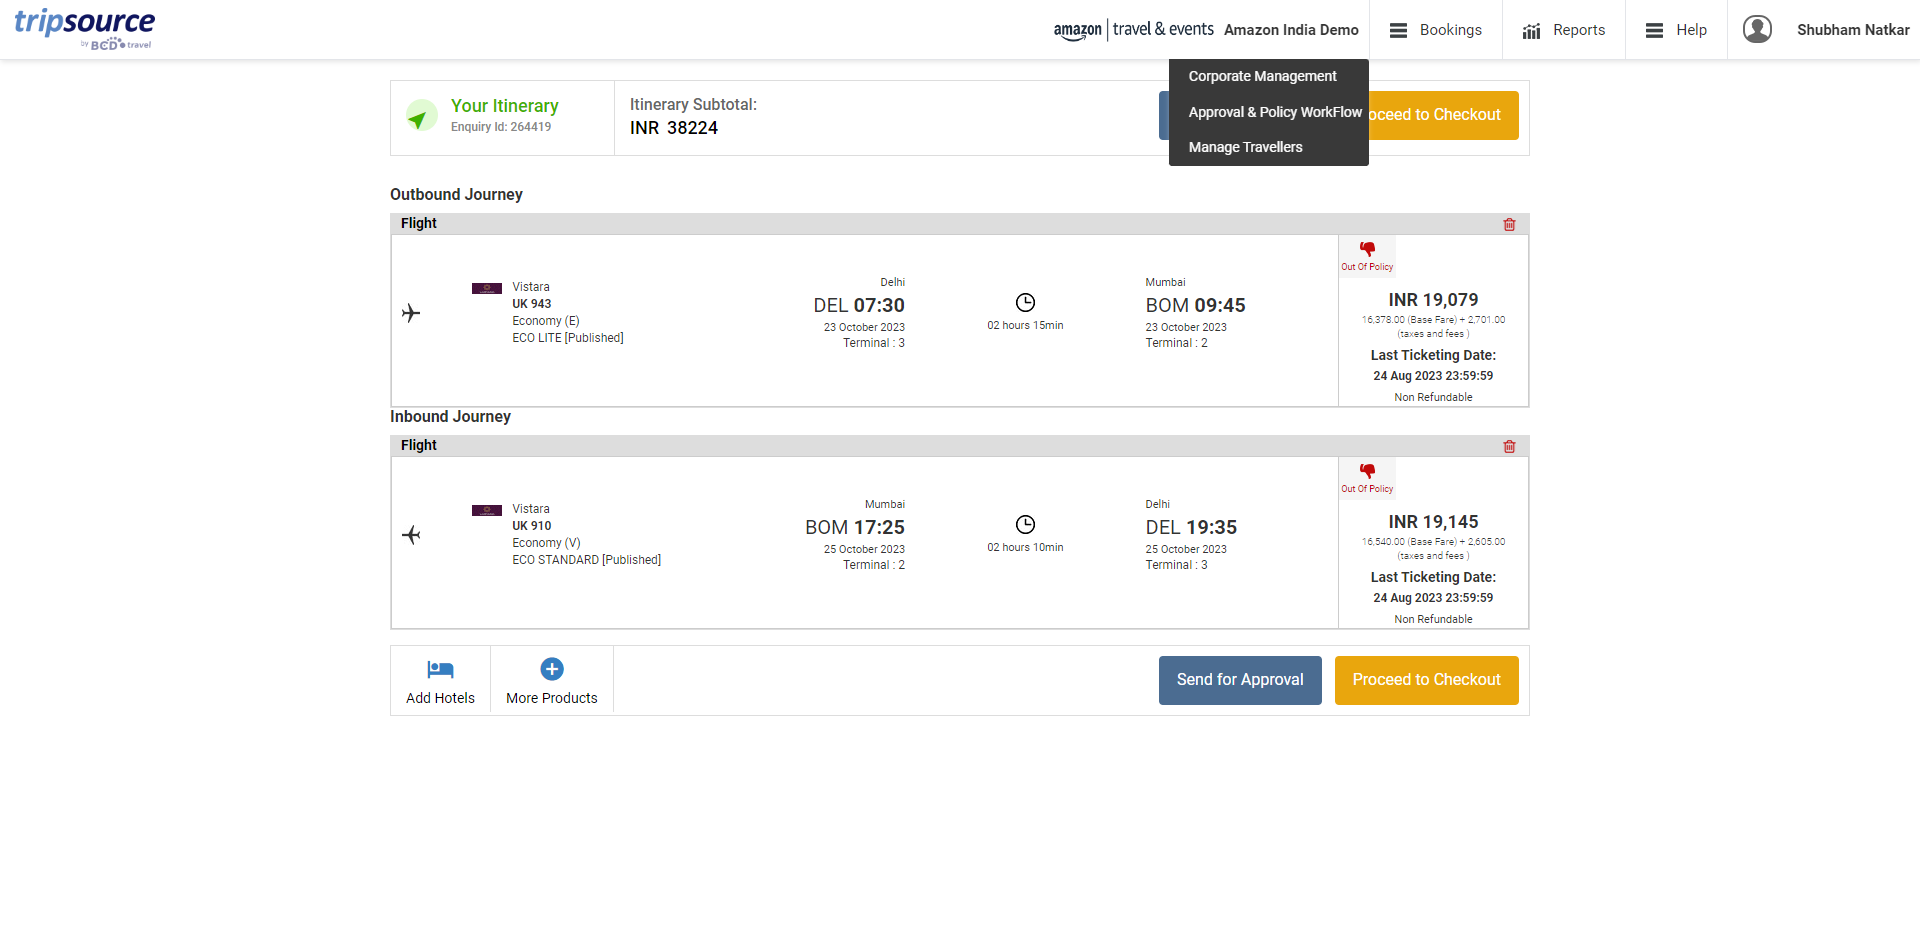 tripsource
by BCD travel
amazon | travel & events Amazon India Demo
Bookings
Reports
Help
Shubham Natkar
Corporate Management
Approval & Policy WorkFlow
Manage Travellers
Your Itinerary
Enquiry Id: 264419
Itinerary Subtotal:
INR 38224
oceed to Checkout
Outbound Journey
Flight
Out Of Policy
Vistara
UK 943
Economy (E)
ECO LITE [Published]
Delhi
DEL 07:30
23 October 2023
Terminal : 3
02 hours 15min
Mumbai
BOM 09:45
23 October 2023
Terminal : 2
INR 19,079
16,378.00 (Base Fare) + 2,701.00
(taxes and fees )
Last Ticketing Date:
24 Aug 2023 23:59:59
Non Refundable
Inbound Journey
Flight
Out Of Policy
Vistara
UK 910
Economy (V)
ECO STANDARD [Published]
Mumbai
BOM 17:25
25 October 2023
Terminal : 2
02 hours 10min
Delhi
DEL 19:35
25 October 2023
Terminal : 3
INR 19,145
16,540.00 (Base Fare) + 2,605.00
(taxes and fees )
Last Ticketing Date:
24 Aug 2023 23:59:59
Non Refundable
Add Hotels
More Products
Send for Approval
Proceed to Checkout